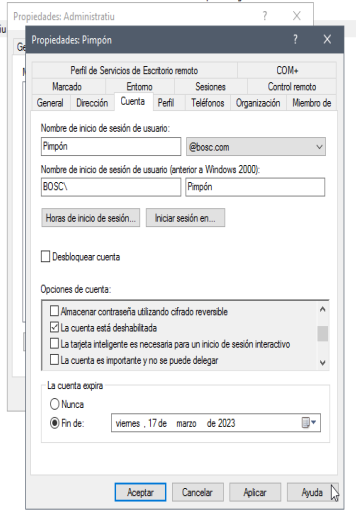 Propiedades: Administratiu ? X
Propiedades: Pimpón ? X
Perfil de Servicios de Escritorio remoto COM+
Marcado Entorno Sesiones Control remoto
General Dirección Cuenta Perfil Teléfonos Organización Miembro de
Nombre de inicio de sesión de usuario:
Pimpón @bosc.com
Nombre de inicio de sesión de usuario (anterior a Windows 2000):
BOSC\ Pimpón
Horas de inicio de sesión... Iniciar sesión en...
Desbloquear cuenta
Opciones de cuenta:
Almacenar contraseña utilizando cifrado reversible
La cuenta está deshabilitada
La tarjeta inteligente es necesaria para un inicio de sesión interactivo
La cuenta es importante y no se puede delegar
La cuenta expira
Nunca
Fin de: viernes , 17 de marzo de 2023
Aceptar Cancelar Aplicar Ayuda